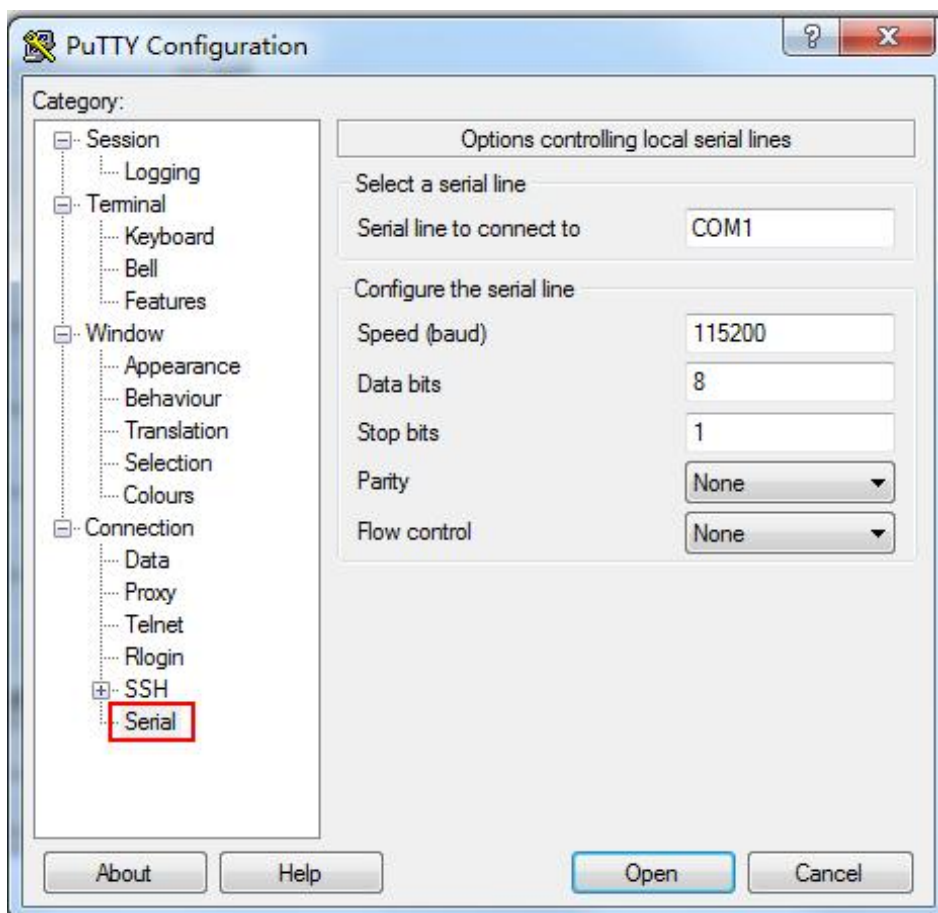 PuTTY Configuration
Category:
Session
Logging
Terminal
Keyboard
Bell
Features
Window
Appearance
Behaviour
Translation
Selection
Colours
Connection
Data
Proxy
Telnet
Rlogin
SSH
Serial
Options controlling local serial lines
Select a serial line
Serial line to connect to COM1
Configure the serial line
Speed (baud) 115200
Data bits 8
Stop bits 1
Parity None
Flow control None
About Help Open Cancel